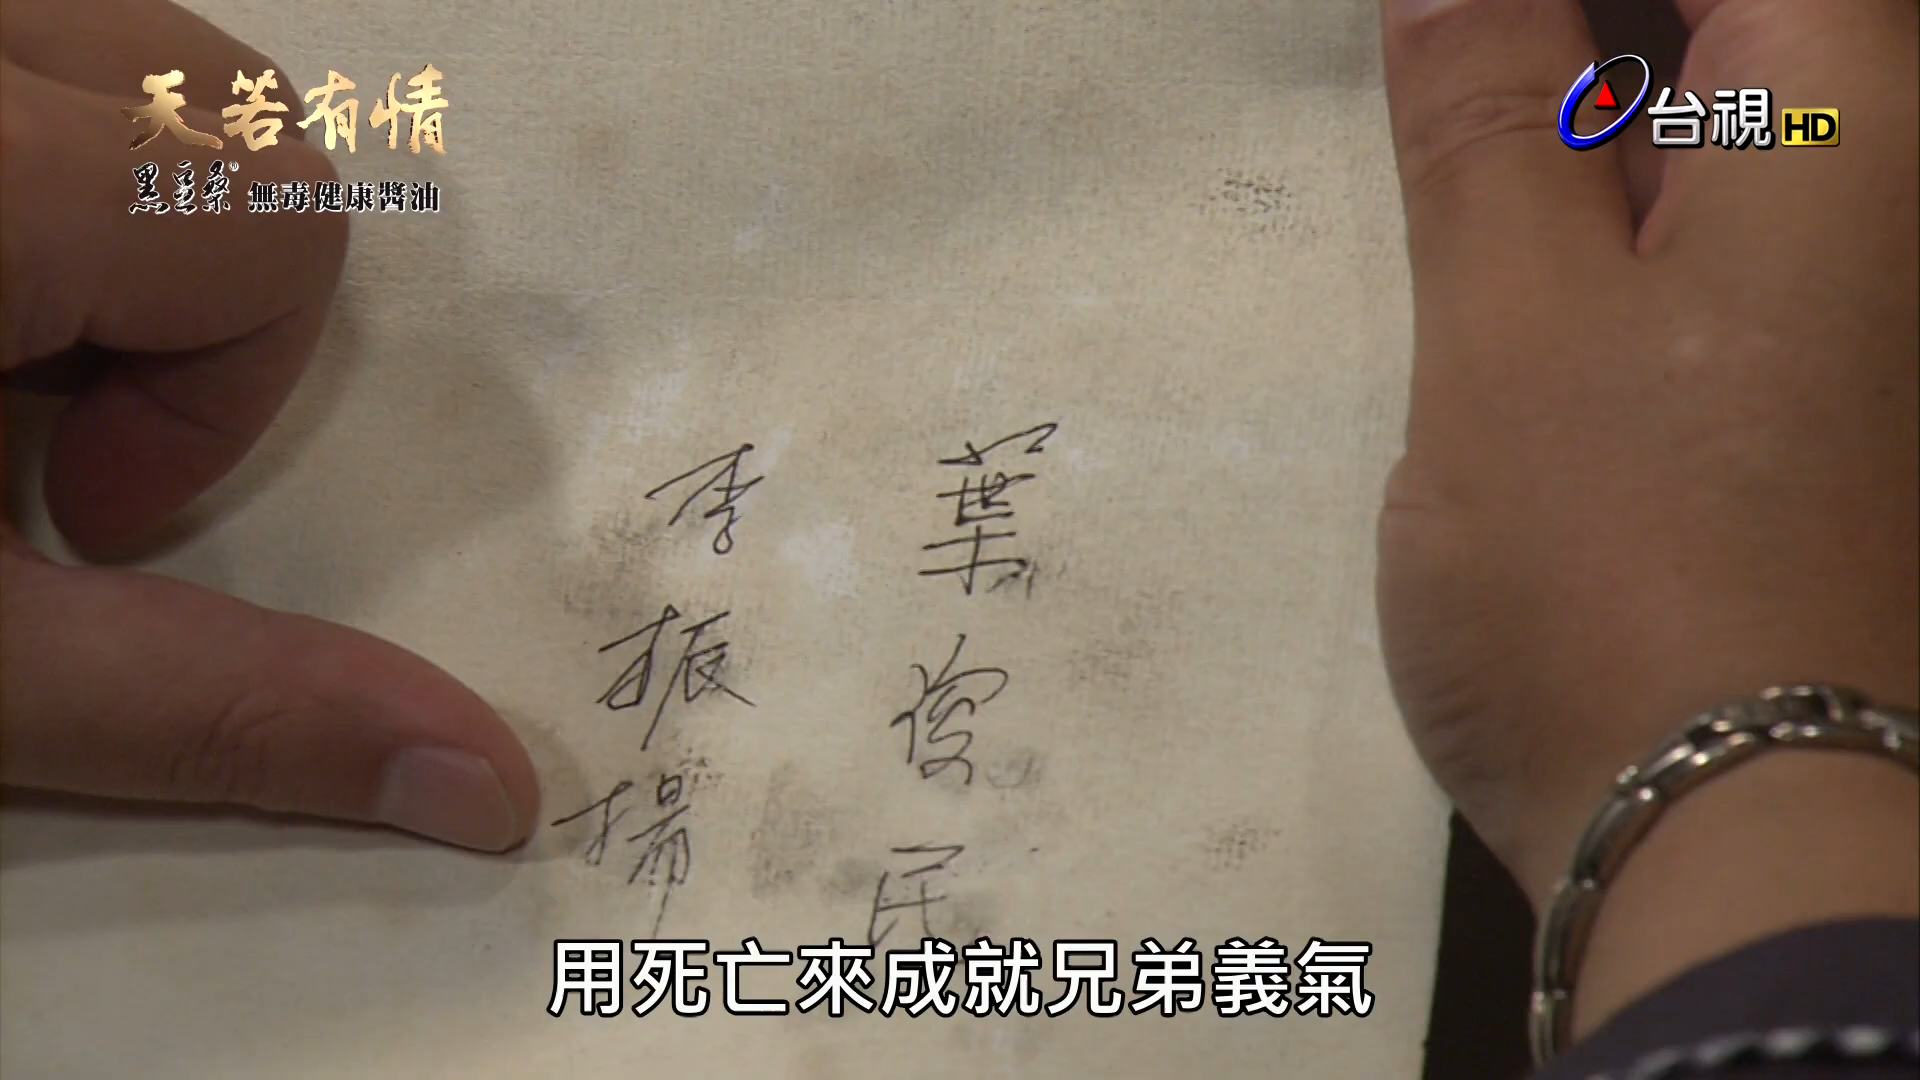 天若有情
黑豆桑® 無毒健康醬油
台視 HD
葉俊民
李振揚
用死亡來成就兄弟義氣